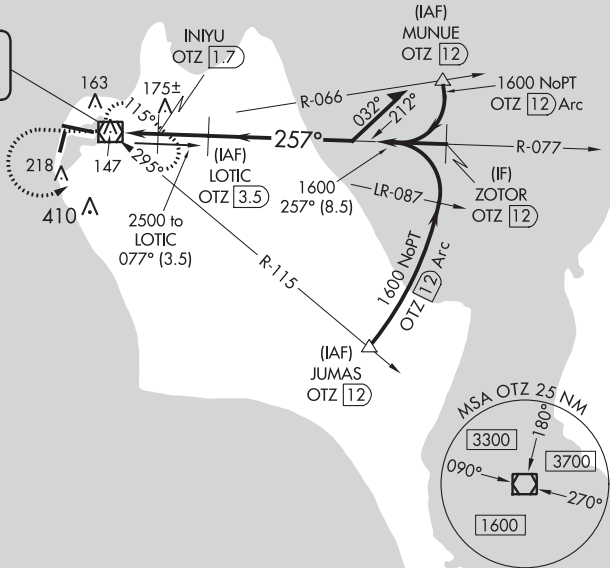 (IAF)
MUNUE
OTZ 12
INIYU
OTZ 1.7
163
175±
115°
R-066
032°
212°
1600 NoPT
OTZ 12 Arc
257°
R-077
147
295°
218
410
(IAF)
LOTIC
OTZ 3.5
(IF)
ZOTOR
OTZ 12
1600
257° (8.5)
LR-087
2500 to
LOTIC
077° (3.5)
R-115
1600 NoPT
OTZ 12 Arc
(IAF)
JUMAS
OTZ 12
MSA OTZ 25 NM
3300
180°
3700
090°
270°
1600